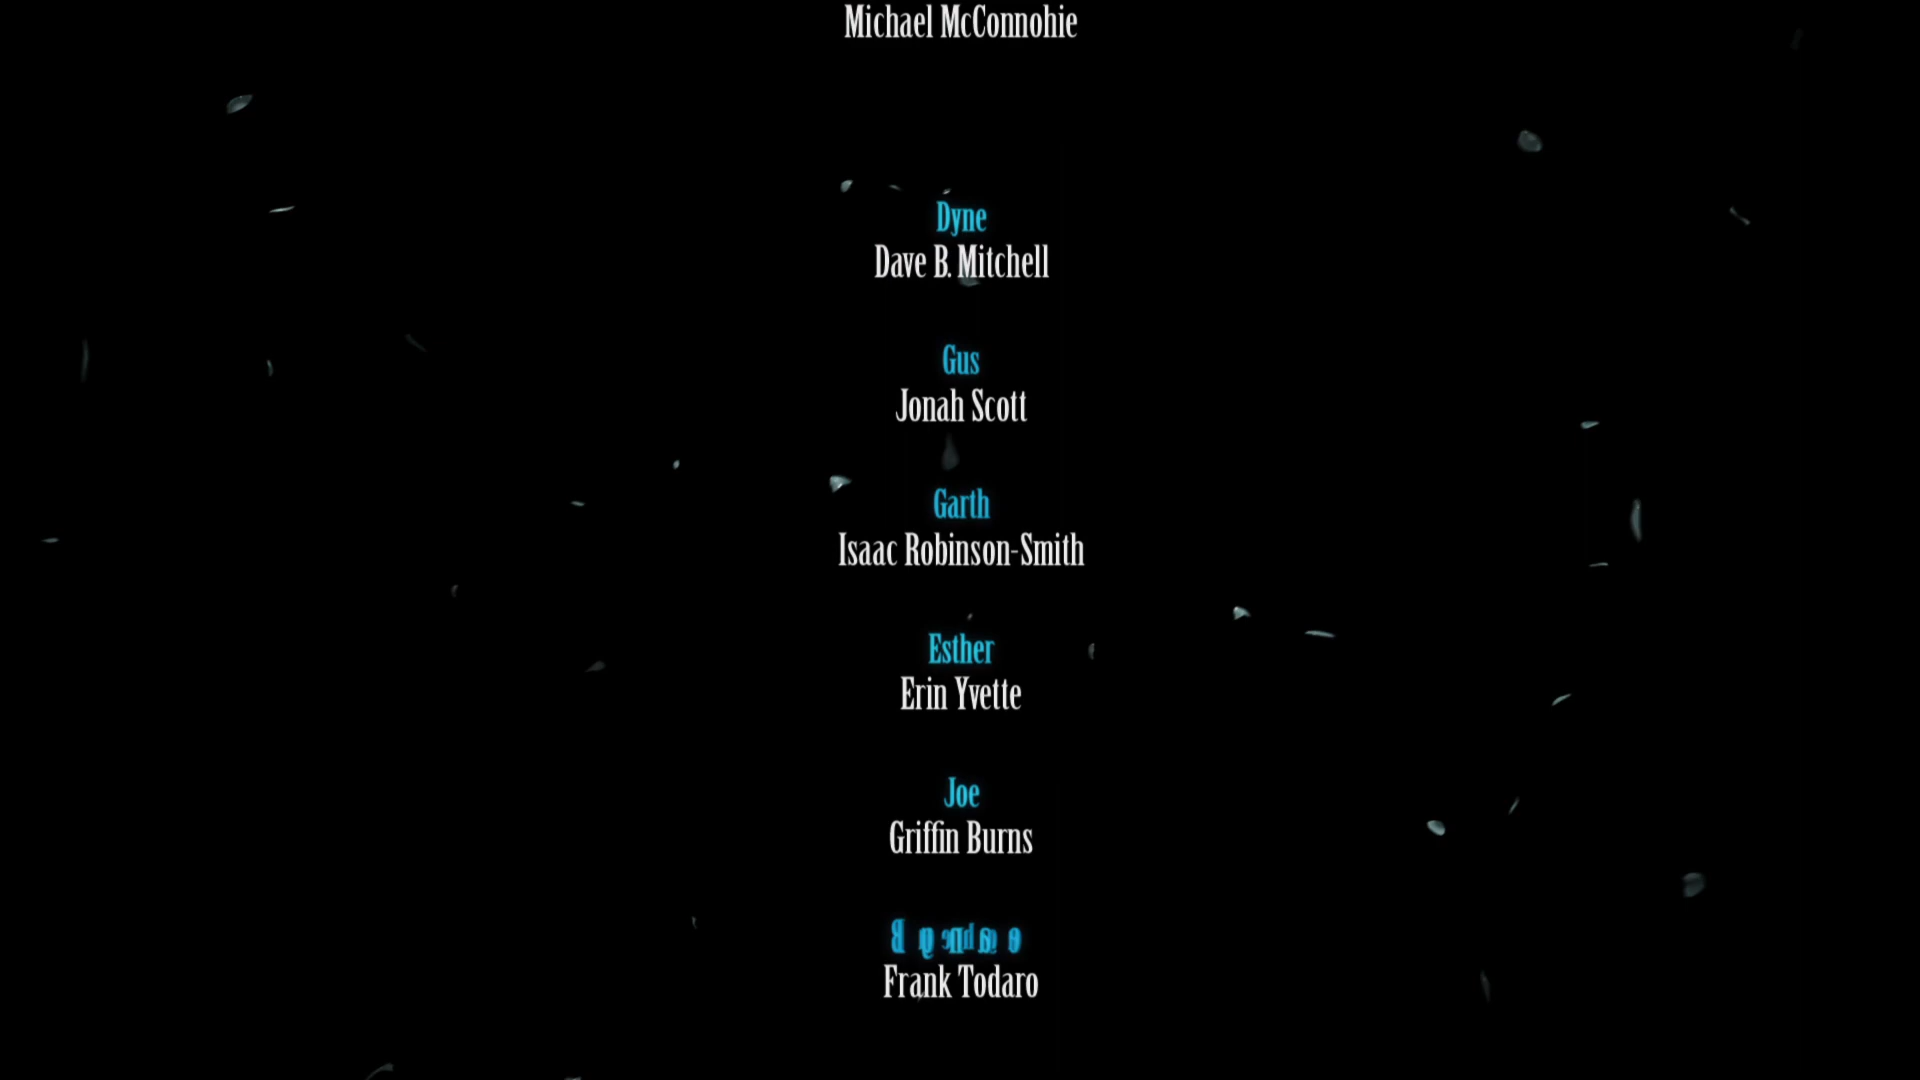 Michael McConnohie
Dyne
Dave B. Mitchell
Gus
Jonah Scott
Garth
Isaac Robinson-Smith
Esther
Erin Yvette
Joe
Griffin Burns
Frank Todaro